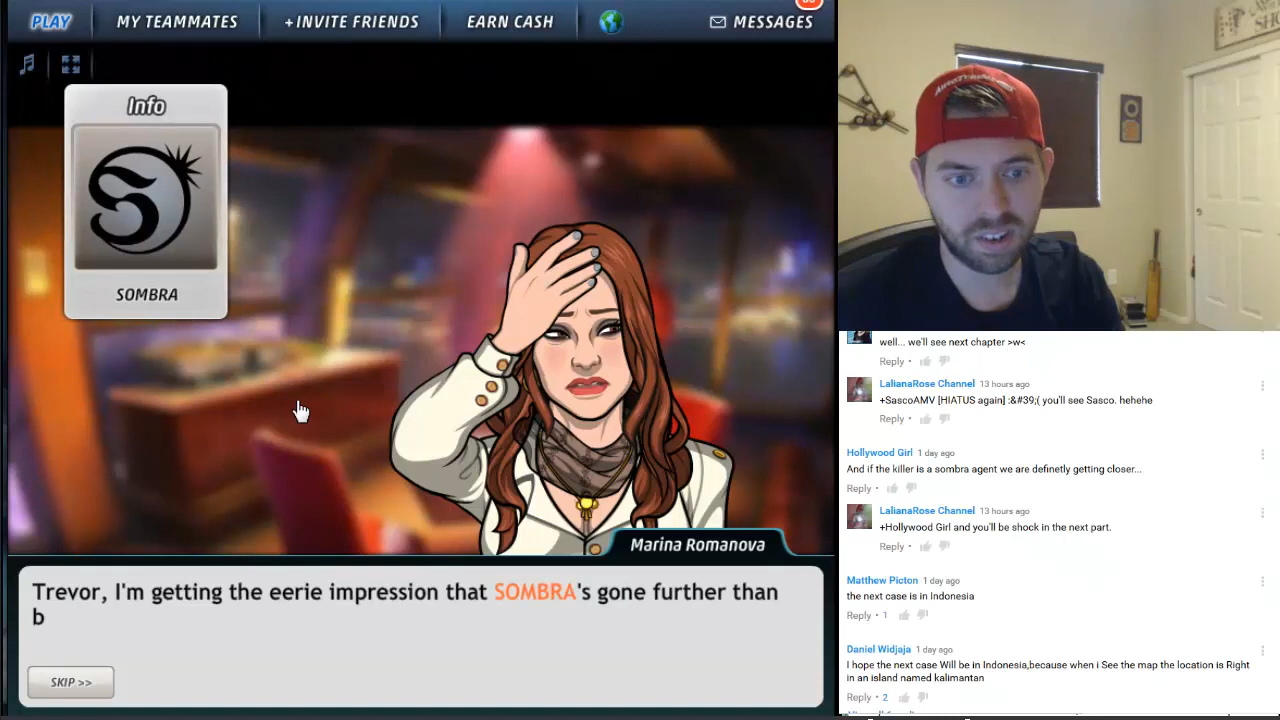 PLAY
MY TEAMMATES
+INVITE FRIENDS
EARN CASH
MESSAGES
Info
SOMBRA
Marina Romanova
Trevor, I'm getting the eerie impression that SOMBRA's gone further than
b
SKIP >>
well... we'll see next chapter >w<
Reply •
LalianaRose Channel 13 hours ago
+SascoAMV [HIATUS again] :&#39;( you'll see Sasco. hehehe
Reply •
Hollywood Girl 1 day ago
And if the killer is a sombra agent we are definetly getting closer...
Reply •
LalianaRose Channel 13 hours ago
+Hollywood Girl and you'll be shock in the next part.
Reply •
Matthew Picton 1 day ago
the next case is in Indonesia
Reply • 1
Daniel Widjaja 1 day ago
I hope the next case Will be in Indonesia,because when i See the map the location is Right
in an island named kalimantan
Reply • 2